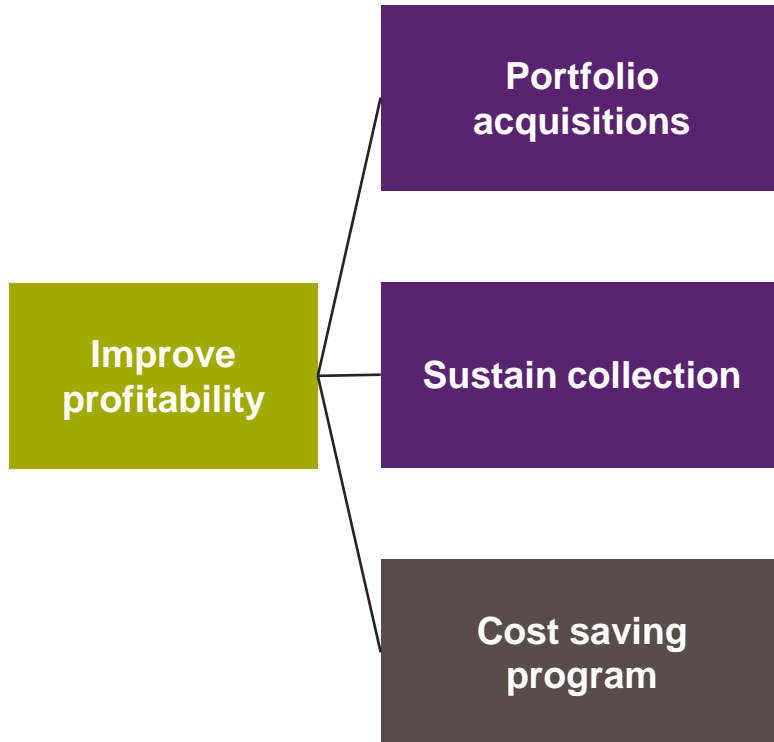 Portfolio
acquisitions
Improve
profitability
Sustain collection
Cost saving
program